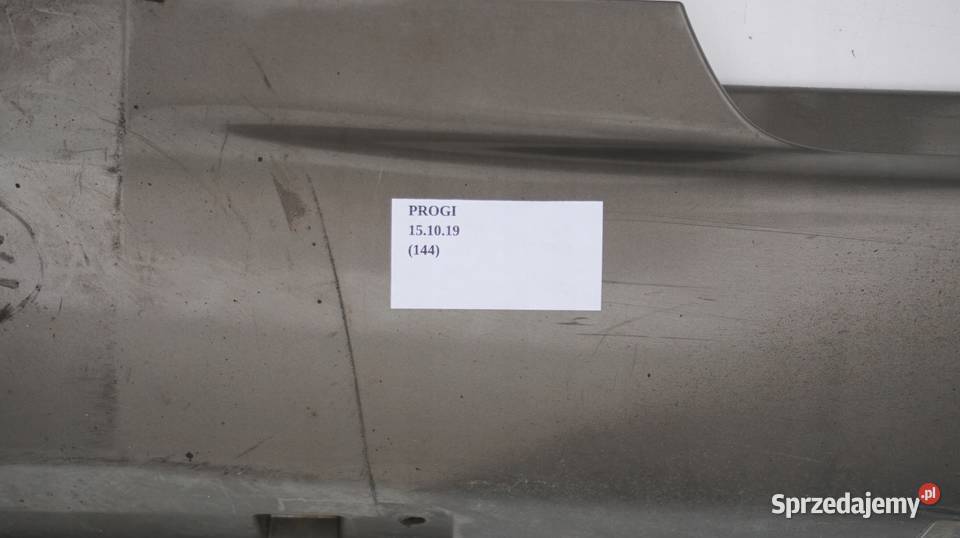 PROGI
15.10.19
(144)
Sprzedajemy.pl